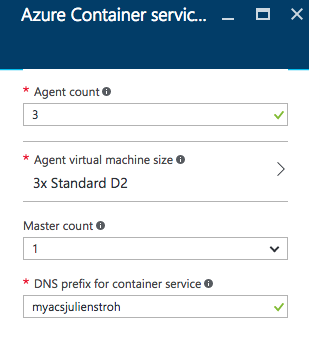 Azure Container servic...
* Agent count
3
* Agent virtual machine size
3x Standard D2
Master count
1
* DNS prefix for container service
myacsjulienstroh